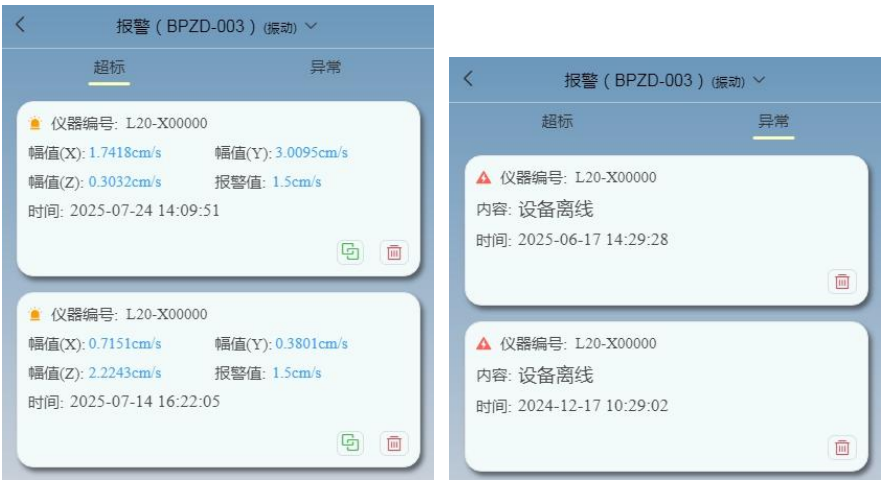 报警（BPZD-003）(振动)
超标 异常
仪器编号: L20-X00000
幅值(X): 1.7418cm/s 幅值(Y): 3.0095cm/s
幅值(Z): 0.3032cm/s 报警值: 1.5cm/s
时间: 2025-07-24 14:09:51
仪器编号: L20-X00000
幅值(X): 0.7151cm/s 幅值(Y): 0.3801cm/s
幅值(Z): 2.2243cm/s 报警值: 1.5cm/s
时间: 2025-07-14 16:22:05
报警（BPZD-003）(振动)
超标 异常
仪器编号: L20-X00000
内容: 设备离线
时间: 2025-06-17 14:29:28
仪器编号: L20-X00000
内容: 设备离线
时间: 2024-12-17 10:29:02